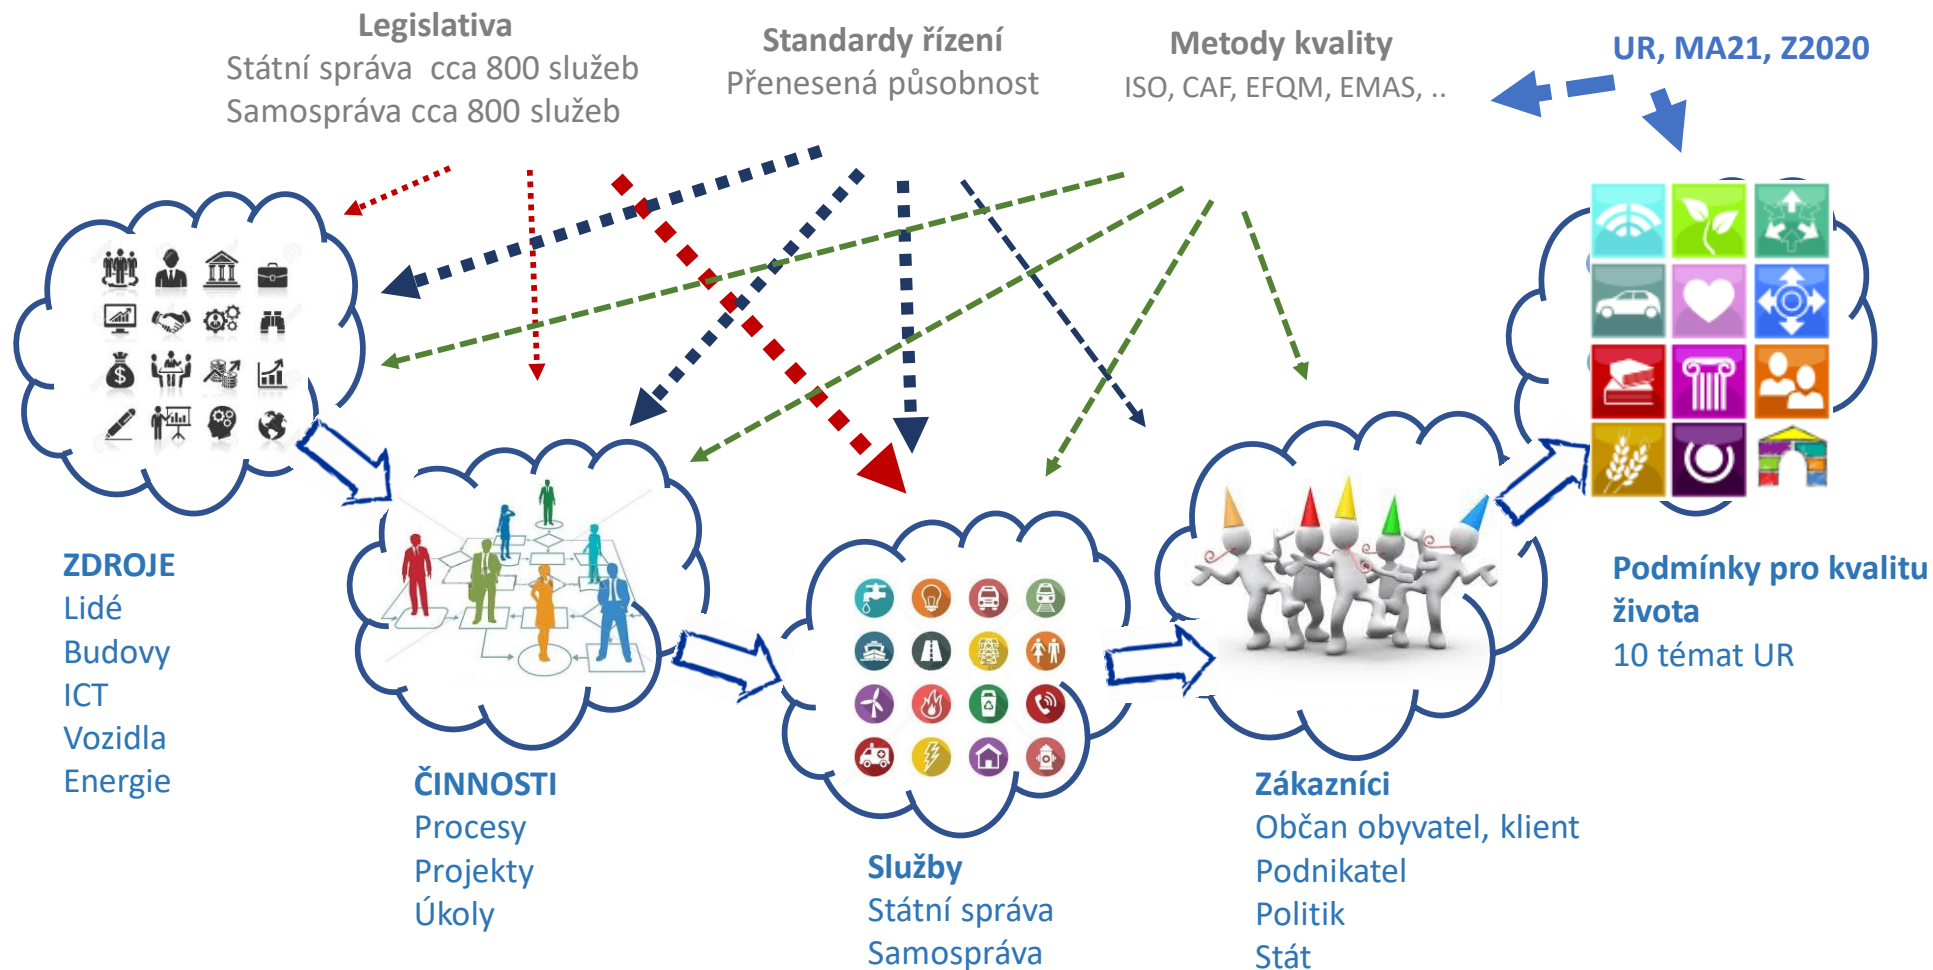 Legislativa
Státní správa cca 800 služeb
Samospráva cca 800 služeb
Standardy řízení
Přenesená působnost
Metody kvality
ISO, CAF, EFQM, EMAS, ..
UR, MA21, Z2020
ZDROJE
Lidé
Budovy
ICT
Vozidla
Energie
ČINNOSTI
Procesy
Projekty
Úkoly
Služby
Státní správa
Samospráva
Zákazníci
Občan obyvatel, klient
Podnikatel
Politik
Stát
Podmínky pro kvalitu
života
10 témat UR